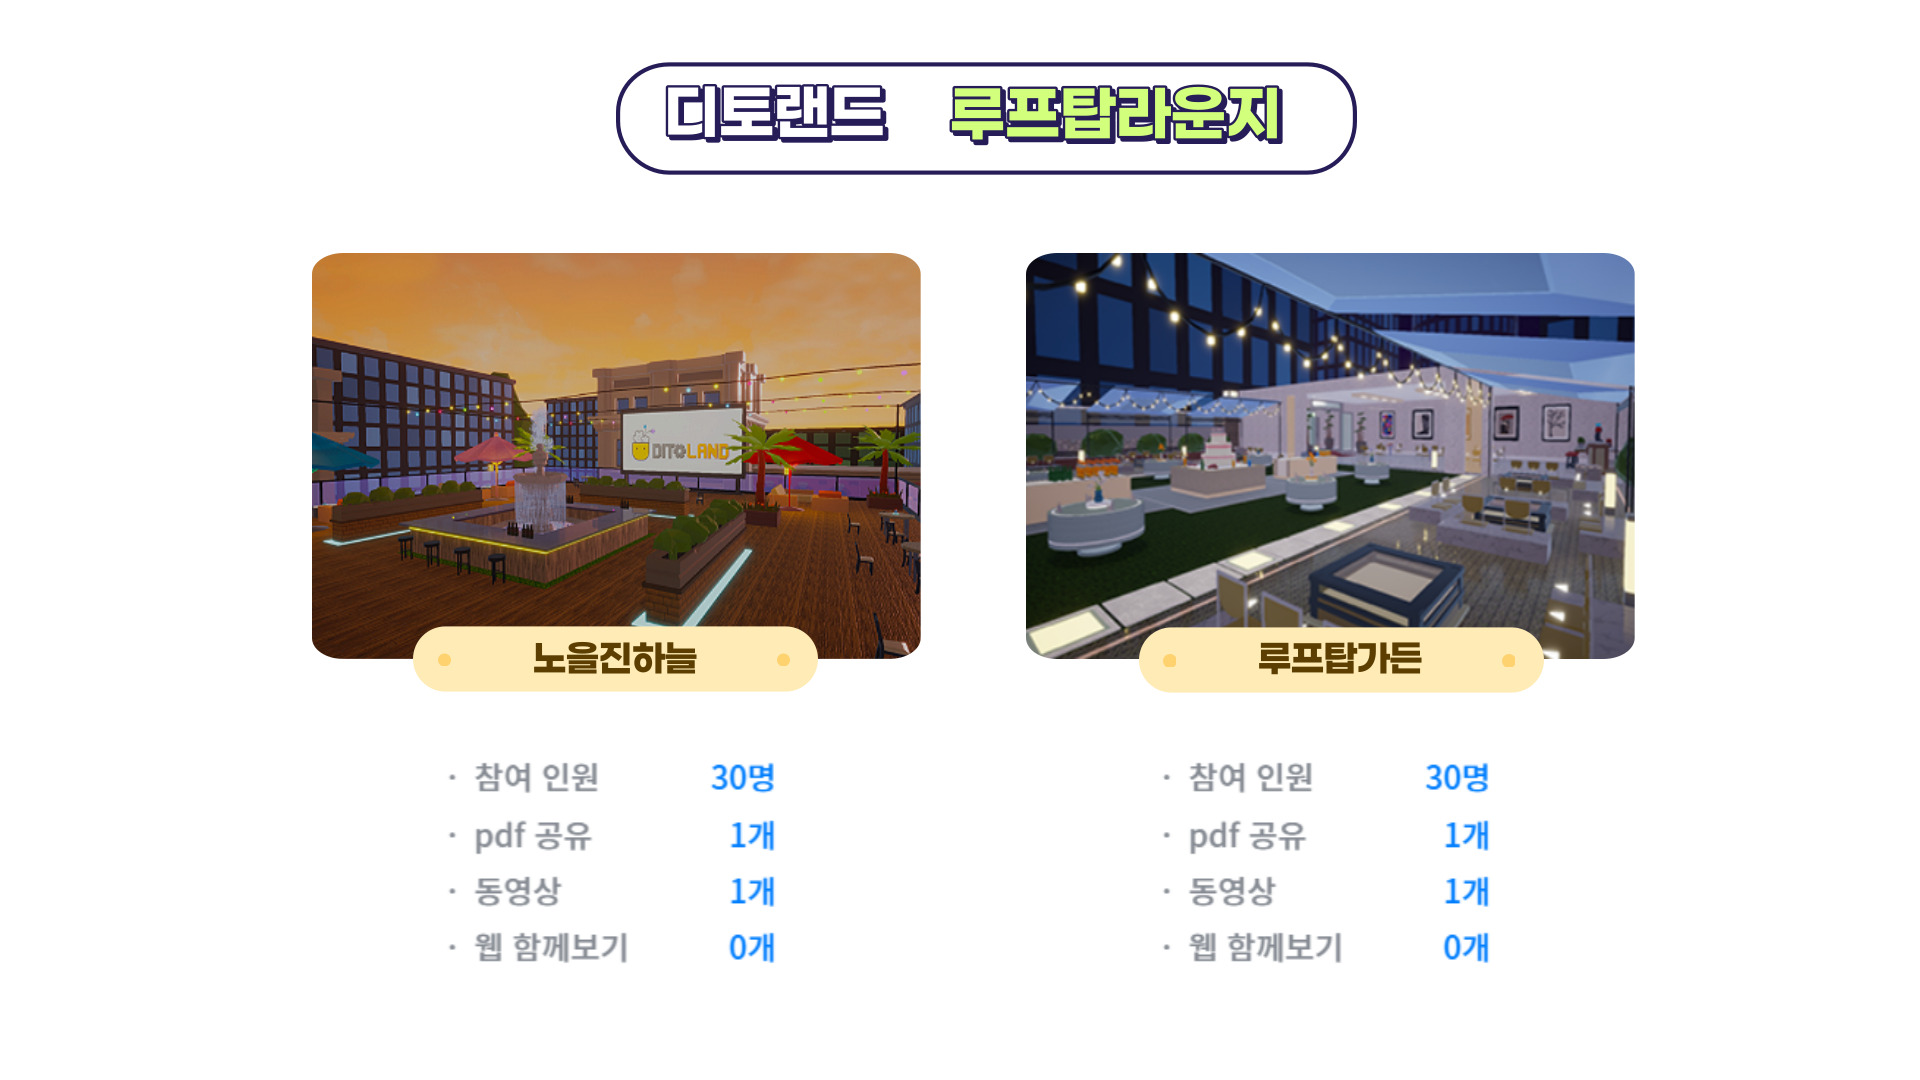 디토랜드 루프탑라운지
DITOLAND
노을진하늘
· 참여 인원 30명
· pdf 공유 1개
· 동영상 1개
· 웹 함께보기 0개
루프탑가든
· 참여 인원 30명
· pdf 공유 1개
· 동영상 1개
· 웹 함께보기 0개